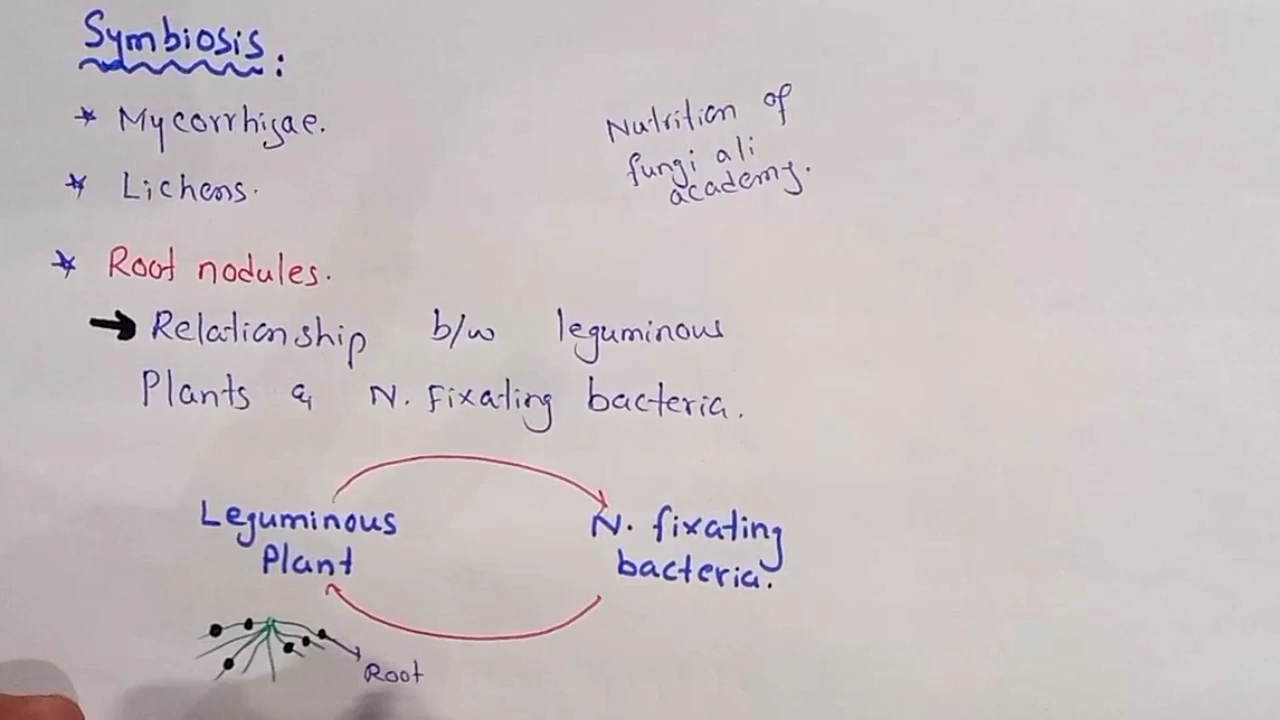 Symbiosis:
* Mycorrhizae.
* Lichens.
Nutrition of
fungi ali
academy.
* Root nodules.
→ Relationship b/w leguminous
Plants & N. Fixating bacteria.
Leguminous
Plant
N. fixating
bacteria.
Root